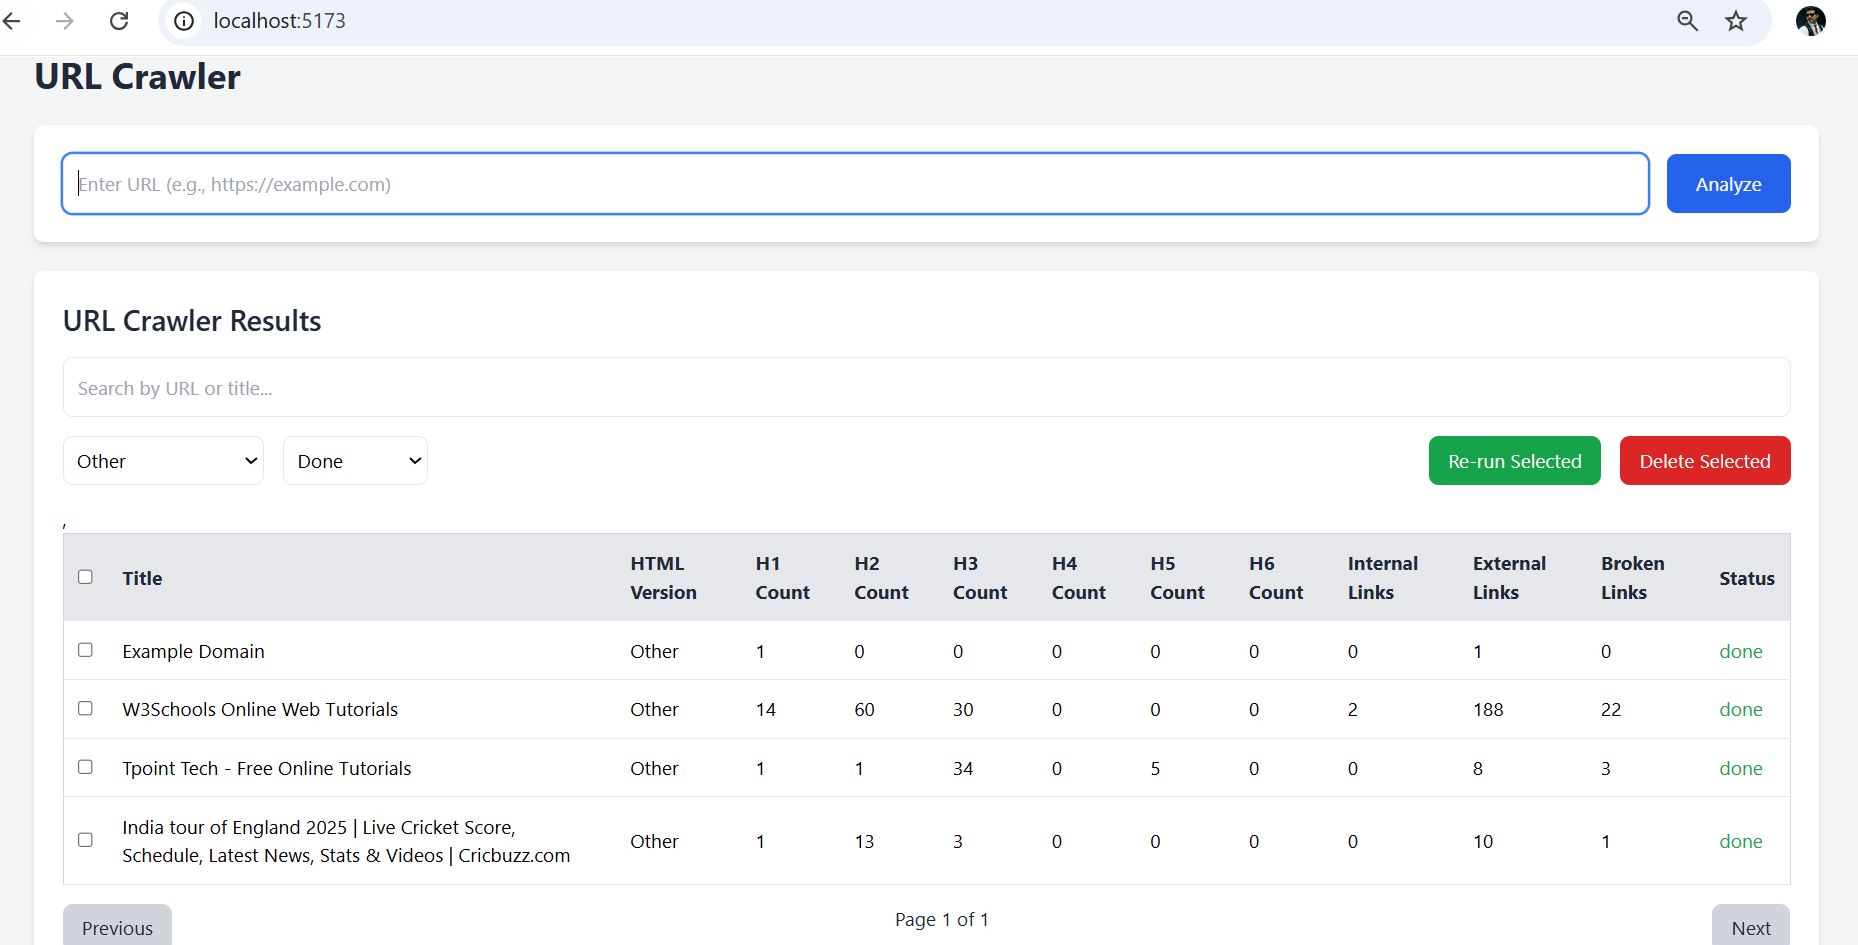 localhost:5173
URL Crawler
Enter URL (e.g., https://example.com)
Analyze
URL Crawler Results
Search by URL or title...
Other Done Re-run Selected Delete Selected
,
Title HTML Version H1 Count H2 Count H3 Count H4 Count H5 Count H6 Count Internal Links External Links Broken Links Status
Example Domain Other 1 0 0 0 0 0 0 1 0 done
W3Schools Online Web Tutorials Other 14 60 30 0 0 0 2 188 22 done
Tpoint Tech - Free Online Tutorials Other 1 1 34 0 5 0 0 8 3 done
India tour of England 2025 | Live Cricket Score,
Schedule, Latest News, Stats & Videos | Cricbuzz.com Other 1 13 3 0 0 0 0 10 1 done
Previous Page 1 of 1 Next